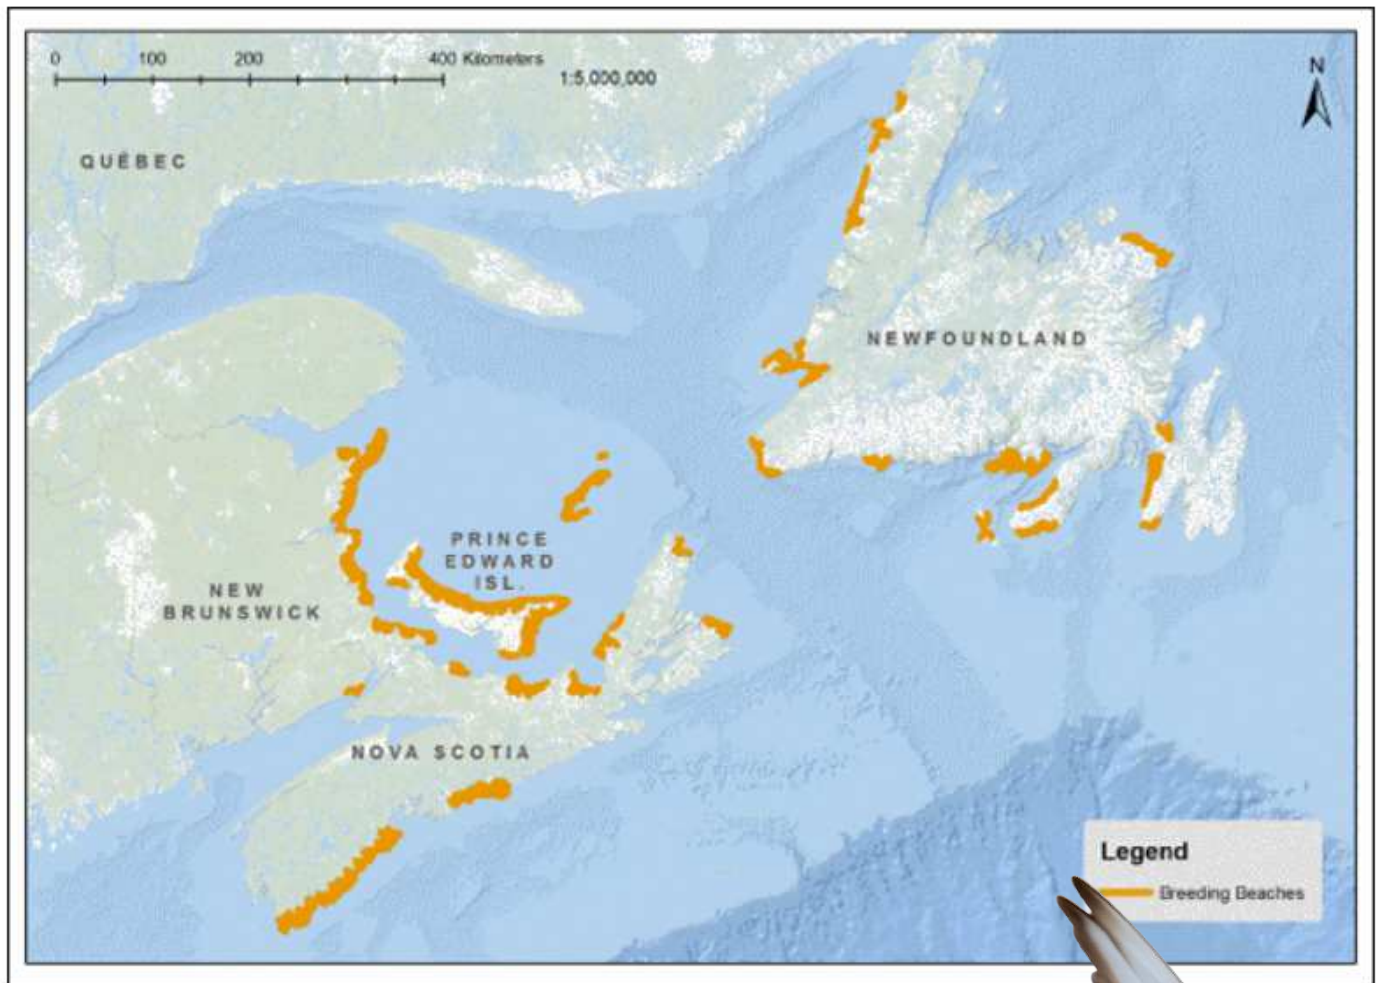 0 100 200 400 Kilometers
1:5,000,000
N
QUÉBEC
NEWFOUNDLAND
PRINCE
EDWARD
ISL.
NEW
BRUNSWICK
NOVA SCOTIA
Legend
Breeding Beaches